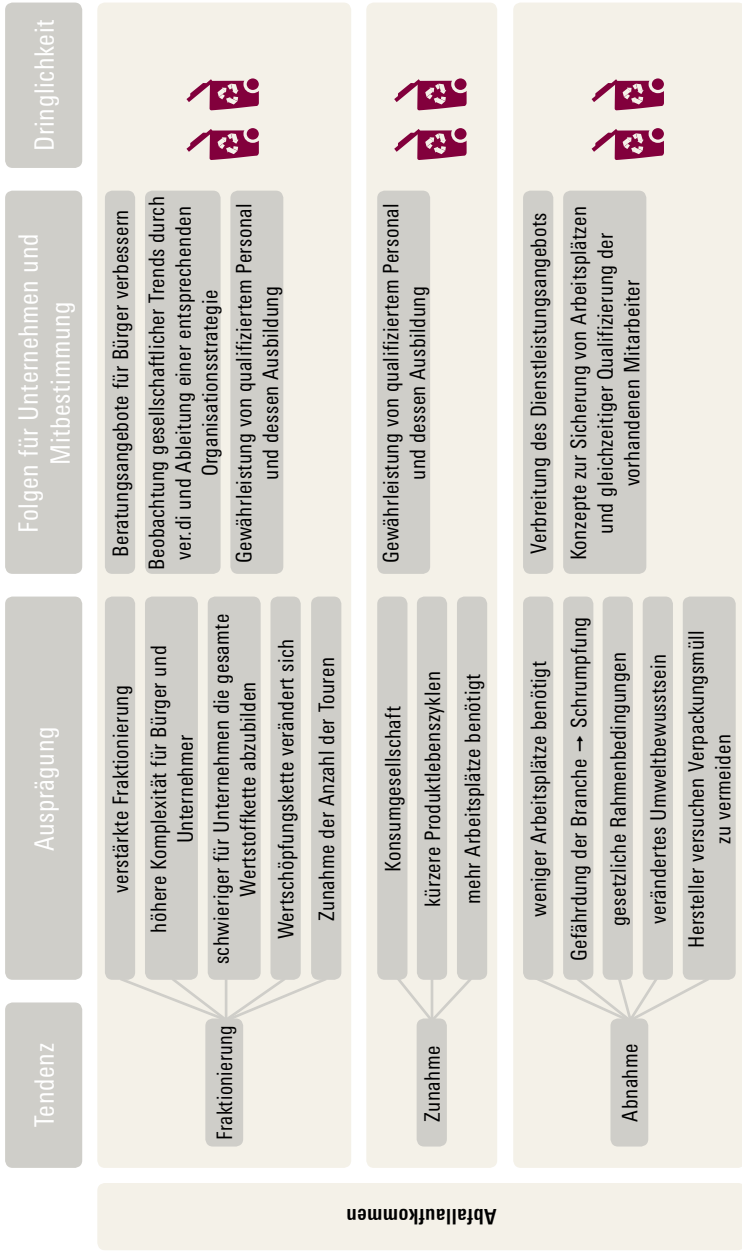 Tendenz
Ausprägung
Folgen für Unternehmen und
Mitbestimmung
Dringlichkeit
Abfallaufkommen
Fraktionierung
verstärkte Fraktionierung
höhere Komplexität für Bürger und
Unternehmer
schwieriger für Unternehmen die gesamte
Wertstoffkette abzubilden
Wertschöpfungskette verändert sich
Zunahme der Anzahl der Touren
Beratungsangebote für Bürger verbessern
Beobachtung gesellschaftlicher Trends durch
ver.di und Ableitung einer entsprechenden
Organisationsstrategie
Gewährleistung von qualifiziertem Personal
und dessen Ausbildung
Zunahme
Konsumgesellschaft
kürzere Produktlebenszyklen
mehr Arbeitsplätze benötigt
Gewährleistung von qualifiziertem Personal
und dessen Ausbildung
Abnahme
weniger Arbeitsplätze benötigt
Gefährdung der Branche → Schrumpfung
gesetzliche Rahmenbedingungen
verändertes Umweltbewusstsein
Hersteller versuchen Verpackungsmüll
zu vermeiden
Verbreitung des Dienstleistungsangebots
Konzepte zur Sicherung von Arbeitsplätzen
und gleichzeitiger Qualifizierung der
vorhandenen Mitarbeiter